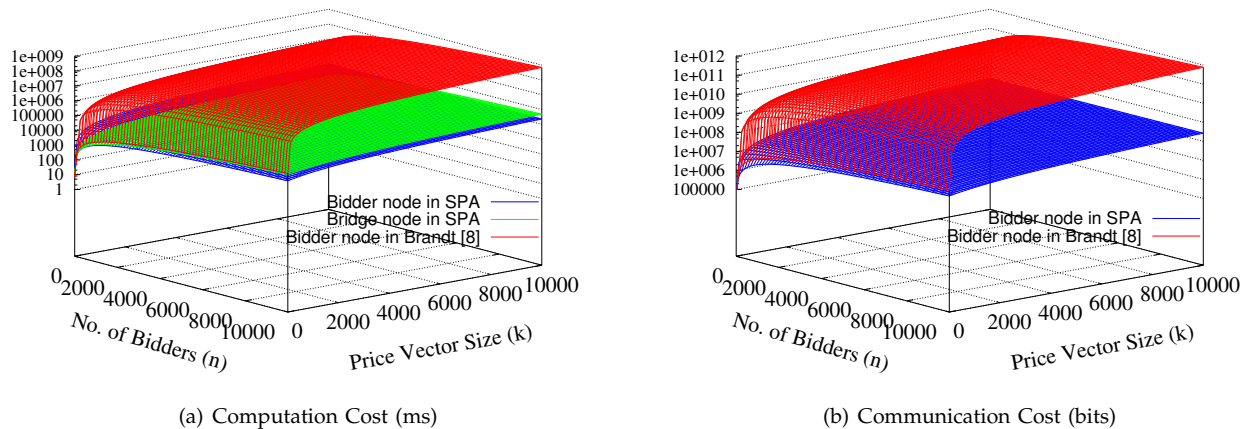 1e+009
1e+008
1e+007
1e+006
100000
10000
1000
100
10
1
Bidder node in SPA
Bridge node in SPA
Bidder node in Brandt [8]
0
2000
4000
6000
8000
10000
No. of Bidders (n)
0
2000
4000
6000
8000
10000
Price Vector Size (k)
(a) Computation Cost (ms)
1e+012
1e+011
1e+010
1e+009
1e+008
1e+007
1e+006
100000
Bidder node in SPA
Bidder node in Brandt [8]
0
2000
4000
6000
8000
10000
No. of Bidders (n)
0
2000
4000
6000
8000
10000
Price Vector Size (k)
(b) Communication Cost (bits)